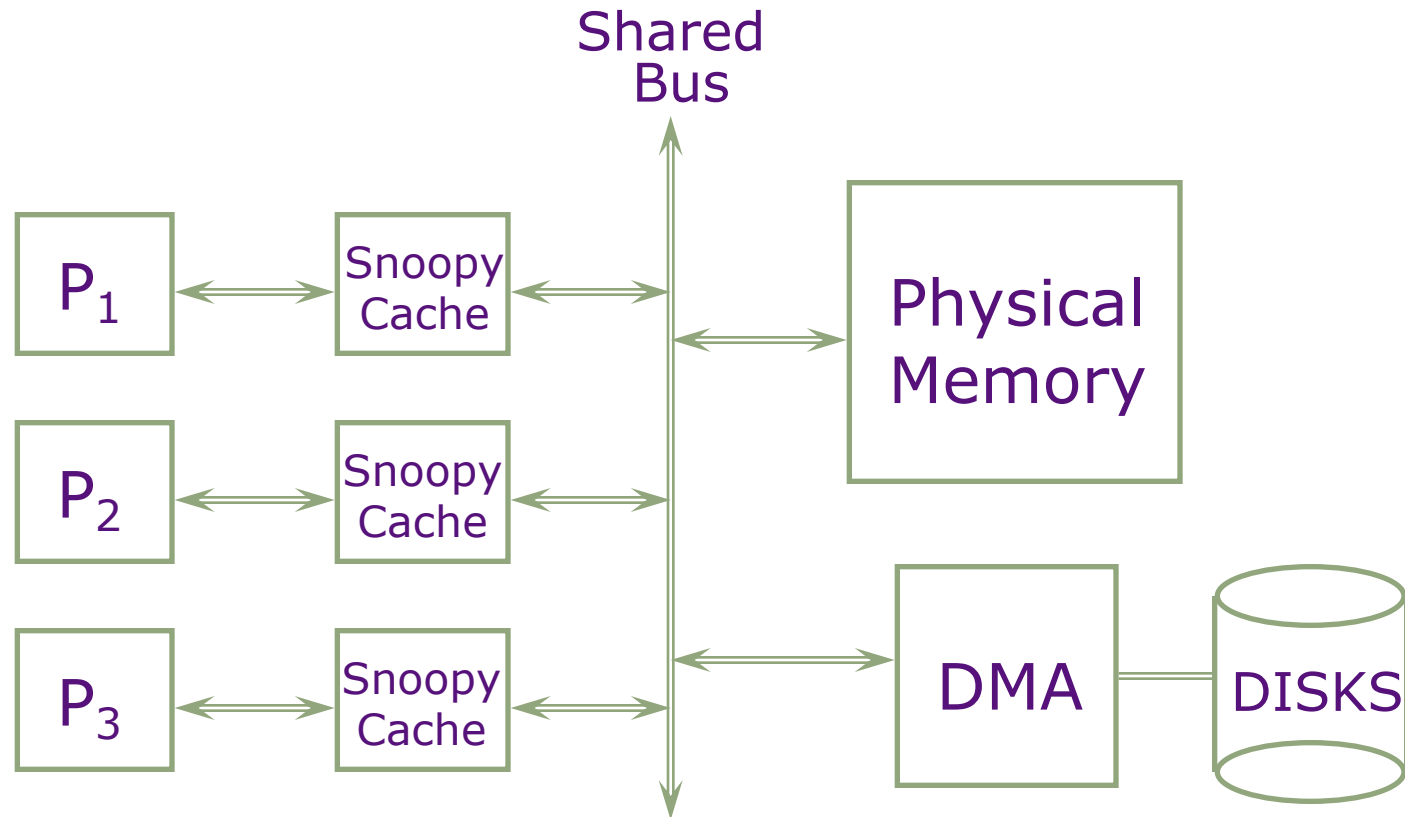 Shared
Bus
P₁
Snoopy
Cache
Physical
Memory
P₂
Snoopy
Cache
P₃
Snoopy
Cache
DMA
DISKS